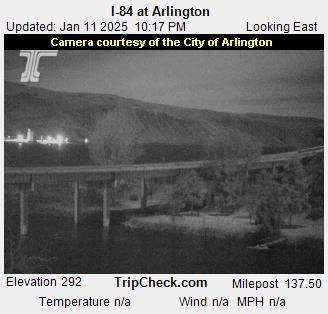 I-84 at Arlington
Updated: Jan 11 2025  10:17 PM Looking East
Camera courtesy of the City of Arlington
Elevation 292 TripCheck.com Milepost 137.50
Temperature n/a Wind n/a MPH n/a